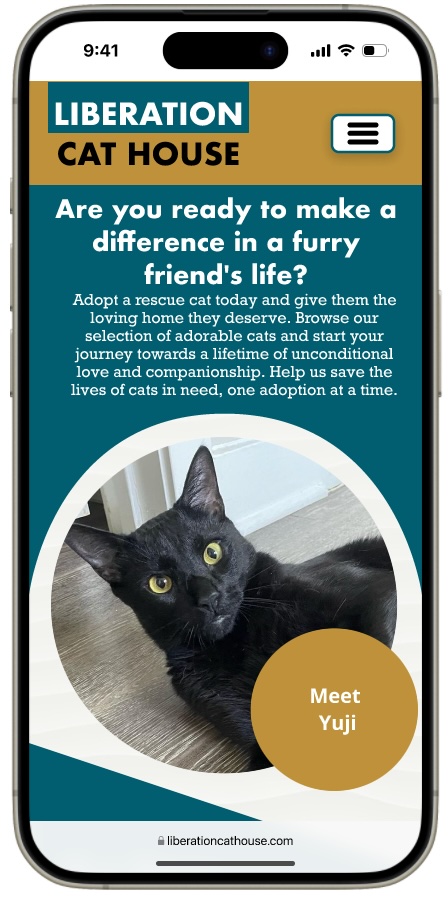 9:41
LIBERATION
CAT HOUSE
Are you ready to make a
difference in a furry
friend's life?
Adopt a rescue cat today and give them the
loving home they deserve. Browse our
selection of adorable cats and start your
journey towards a lifetime of unconditional
love and companionship. Help us save the
lives of cats in need, one adoption at a time.
Meet
Yuji
liberationcathouse.com